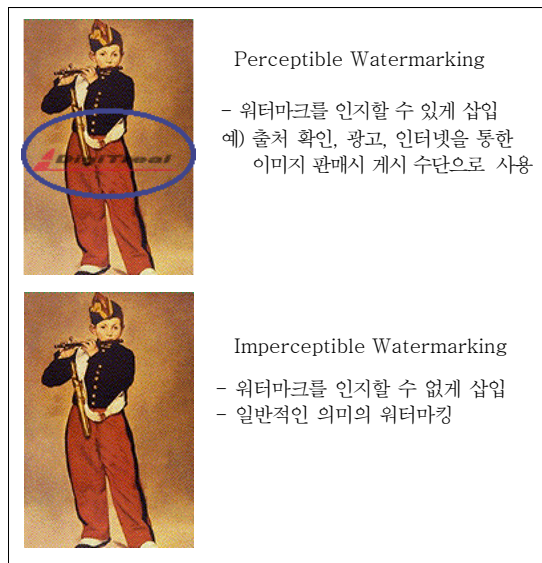 Perceptible Watermarking
- 워터마크를 인지할 수 있게 삽입
예) 출처 확인, 광고, 인터넷을 통한
이미지 판매시 게시 수단으로 사용
Imperceptible Watermarking
- 워터마크를 인지할 수 없게 삽입
- 일반적인 의미의 워터마킹